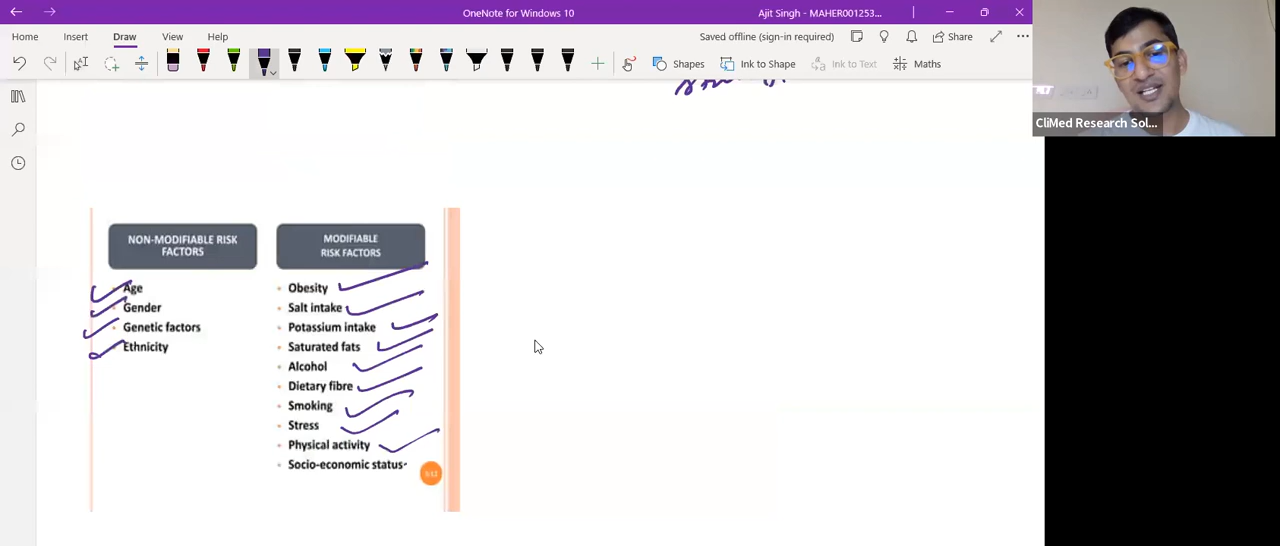 OneNote for Windows 10
Ajit Singh - MAHER001253...
Home Insert Draw View Help
Saved offline (sign-in required)
Share
Shapes
Ink to Shape
Ink to Text
Maths
CliMed Research Sol...
NON-MODIFIABLE RISK
FACTORS
Age
Gender
Genetic factors
Ethnicity
MODIFIABLE
RISK FACTORS
Obesity
Salt intake
Potassium intake
Saturated fats
Alcohol
Dietary fibre
Smoking
Stress
Physical activity
Socio-economic status